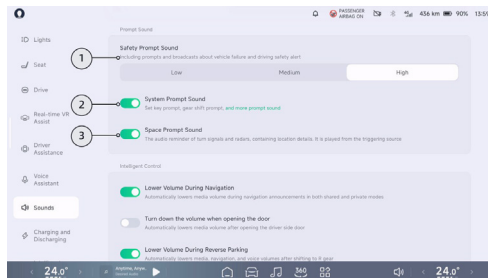 PASSENGER
AIRBAG ON
436 km
90%
13:59
Prompt Sound
ID Lights
Safety Prompt Sound
Including prompts and broadcasts about vehicle failure and driving safety alert
1
Seat
Low
Medium
High
Drive
2
System Prompt Sound
Set key prompt, gear shift prompt, and more prompt sound
Real-time VR
Assist
3
Space Prompt Sound
The audio reminder of turn signals and radars, containing location details. It is played from the triggering source
Driver
Assistance
Intelligent Control
Voice
Assistant
Lower Volume During Navigation
Automatically lowers media volume during navigation announcements in both shared and private modes
Sounds
Turn down the volume when opening the door
Automatically lowers media volume after opening the driver side door
Charging and
Discharging
Lower Volume During Reverse Parking
Automatically lowers media, navigation, and voice volumes after shifting to R gear
24.0°
360
24.0°